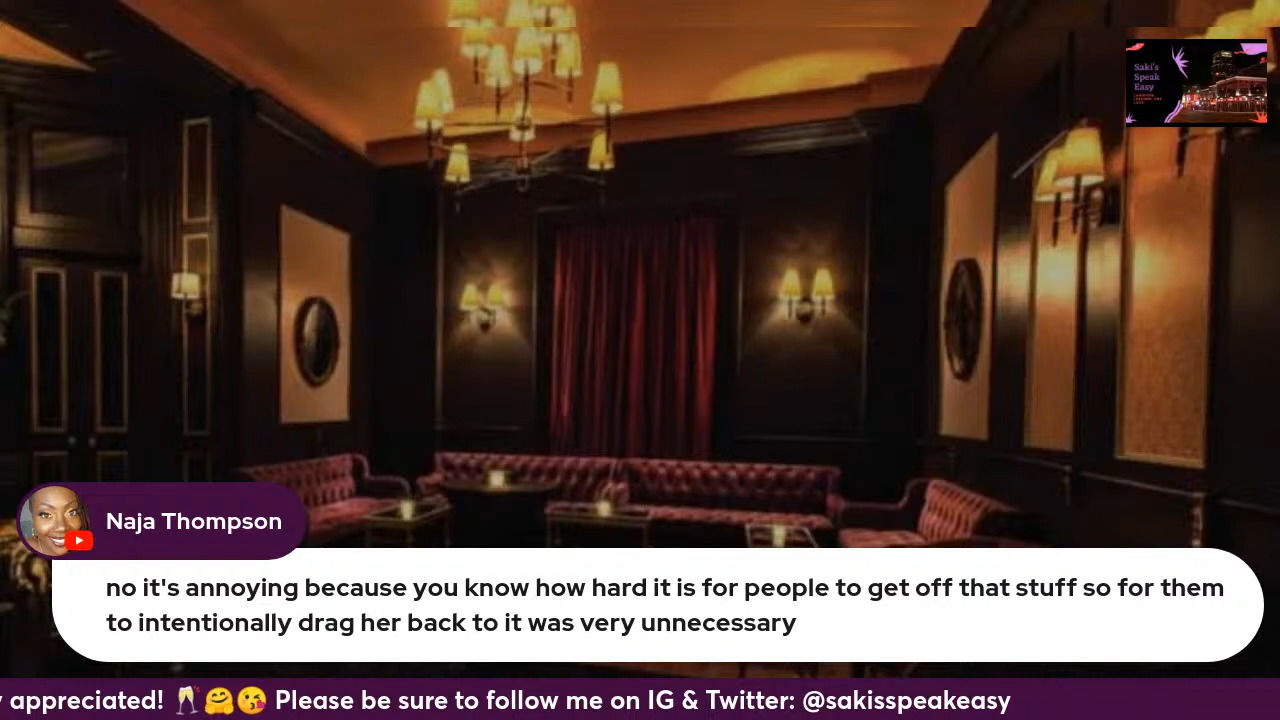 Saki's
Speak
Easy
Naja Thompson
no it's annoying because you know how hard it is for people to get off that stuff so for them
to intentionally drag her back to it was very unnecessary
appreciated! 🥂🤗😘 Please be sure to follow me on IG & Twitter: @sakisspeakeasy